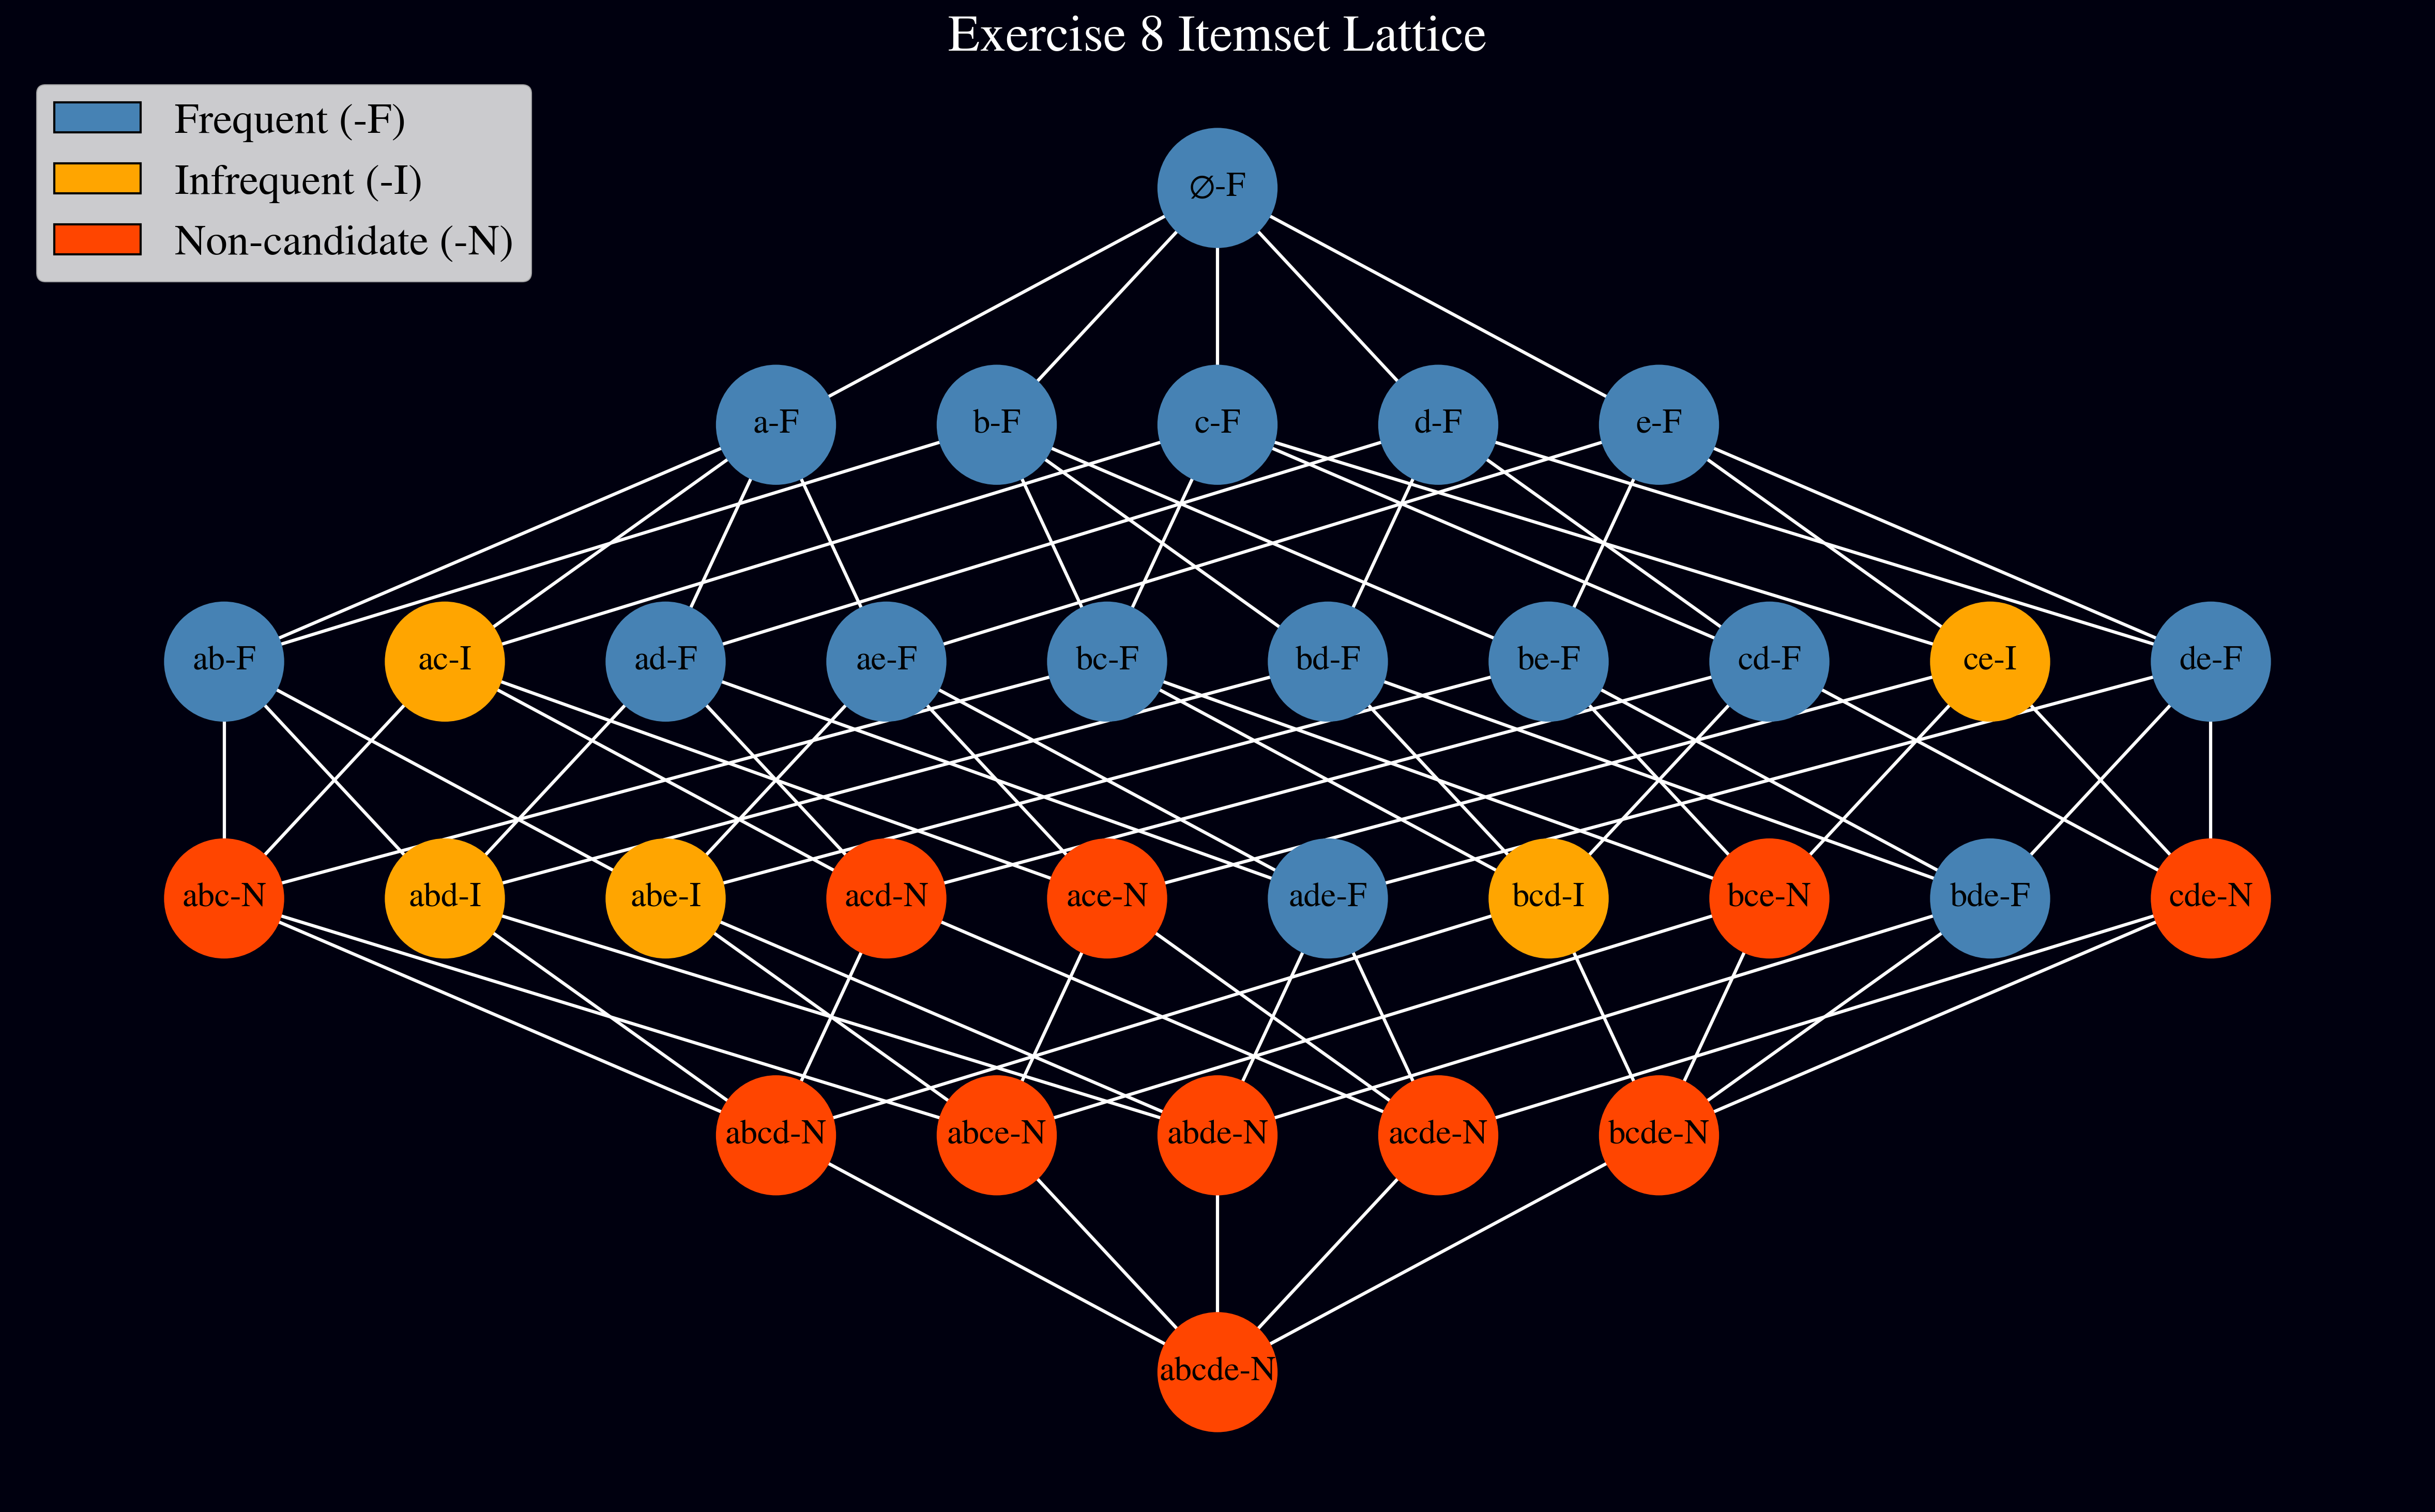 Exercise 8 Itemset Lattice
Frequent (-F)
Infrequent (-I)
Non-candidate (-N)
∅-F
a-F
b-F
c-F
d-F
e-F
ab-F
ac-I
ad-F
ae-F
bc-F
bd-F
be-F
cd-F
ce-I
de-F
abc-N
abd-I
abe-I
acd-N
ace-N
ade-F
bcd-I
bce-N
bde-F
cde-N
abcd-N
abce-N
abde-N
acde-N
bcde-N
abcde-N